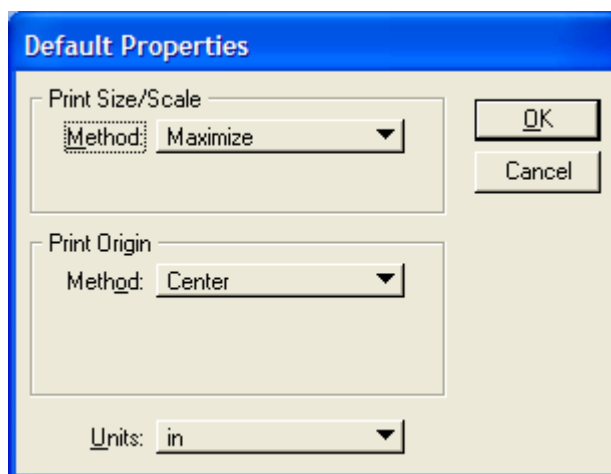 Default Properties
Print Size/Scale
Method: Maximize
OK
Cancel
Print Origin
Method: Center
Units: in